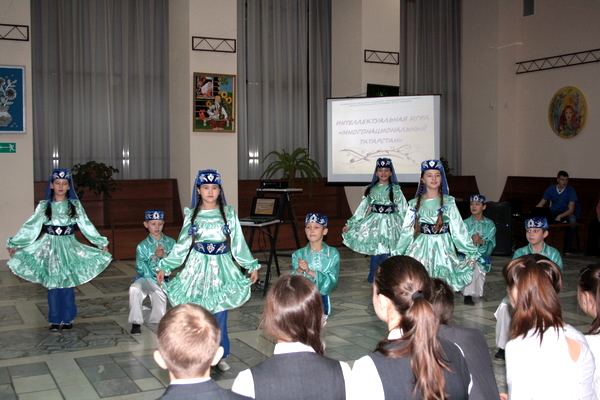 ИНТЕЛЛЕКТУАЛЬНАЯ ИГРА
«МНОГОНАЦИОНАЛЬНЫЙ
ТАТАРСТАН»